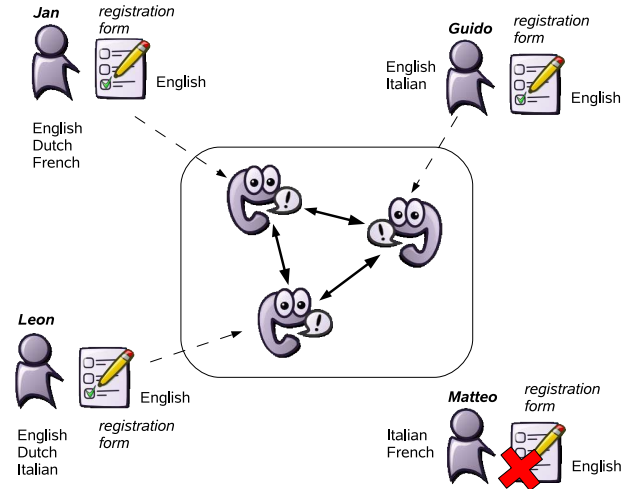 Jan
registration
form
English
English
Dutch
French
Guido
registration
form
English
Italian
English
!
!
!
Leon
English
registration
form
English
Dutch
Italian
Matteo
registration
form
Italian
French
English